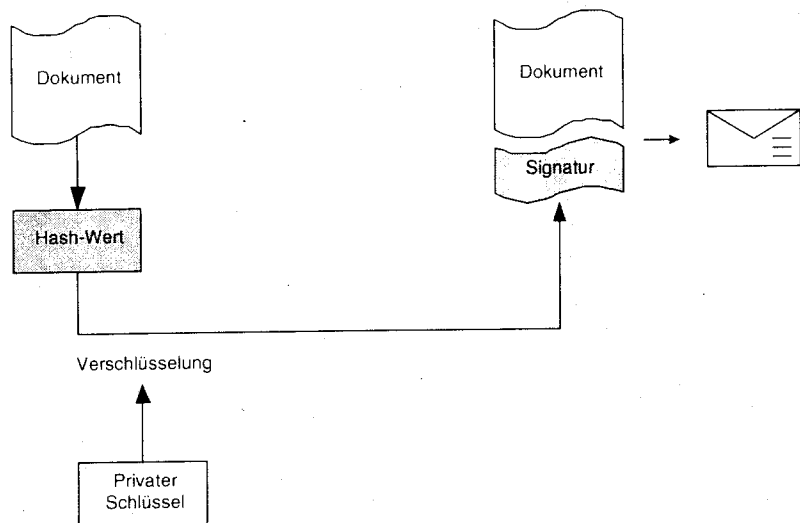 Dokument
Dokument
Signatur
Hash-Wert
Verschlüsselung
Privater
Schlüssel